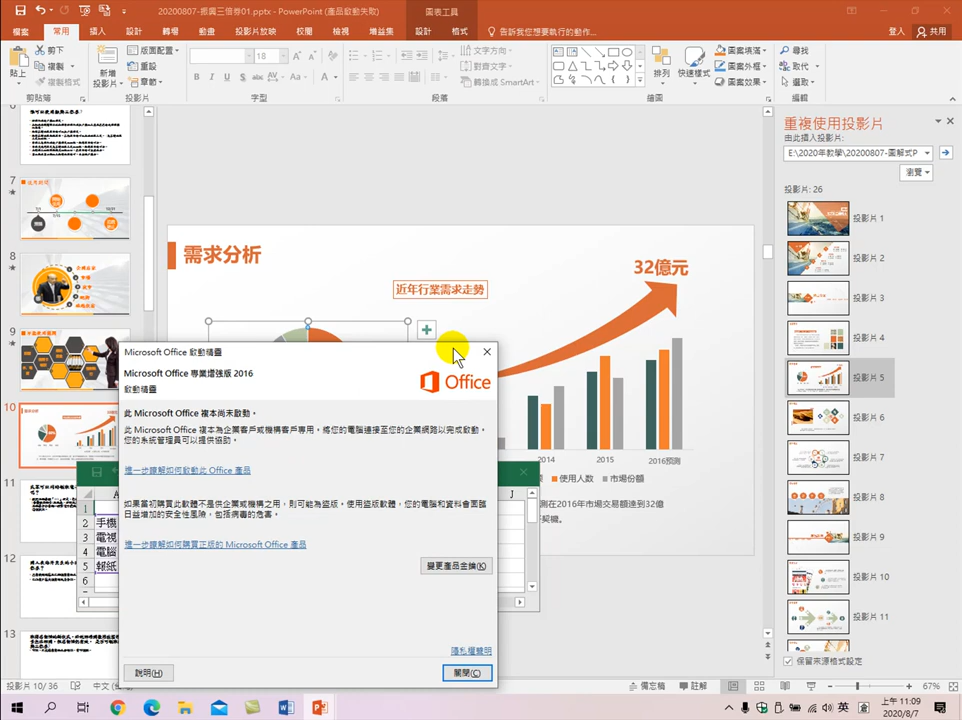 20200807-振興三倍劵01.pptx - PowerPoint (產品啟動失敗)
圖表工具
檔案
常用
插入
設計
轉場
動畫
投影片放映
校閱
檢視
增益集
設計
格式
告訴我您想要執行的動作...
登入
共用
貼上
剪下
複製
複製格式
剪貼簿
新增
投影片
版面配置
重設
章節
投影片
18
B I U S abc AV Aa A
字型
文字方向
對齊文字
轉換成 SmartArt
段落
排列
快速樣式
圖案填滿
圖案外框
圖案效果
繪圖
尋找
取代
選取
編輯
7
8
9
10
11
12
13
需求分析
近年行業需求走勢
32億元
2014
2015
2016預測
使用人數
市場份額
測在2016年市場交易額達到32億
Microsoft Office 啟動精靈
Microsoft Office 專業增強版 2016
啟動精靈
Office
此 Microsoft Office 複本尚未啟動。
此 Microsoft Office 複本為企業客戶或機構客戶專用。將您的電腦連接至您的企業網路以完成啟動，
您的系統管理員可以提供協助。
進一步瞭解如何啟動此 Office 產品
如果當初購買此軟體不是供企業或機構之用，則可能為盜版。使用盜版軟體，您的電腦和資料會面臨
日益增加的安全性風險，包括病毒的危害。
進一步瞭解如何購買正版的 Microsoft Office 產品
變更產品金鑰(K)
隱私權聲明
說明(H)
關閉(C)
A
J
1
2 手機
3 電視
4 電腦
5 報紙
6
重複使用投影片
由此插入投影片:
E:\2020年教學\20200807-圖解式P
瀏覽
投影片: 26
投影片 1
投影片 2
投影片 3
投影片 4
投影片 5
投影片 6
投影片 7
投影片 8
投影片 9
投影片 10
投影片 11
保留來源格式設定
投影片 10/36
中文
備忘稿
註解
67%
英
上午 11:09
2020/8/7